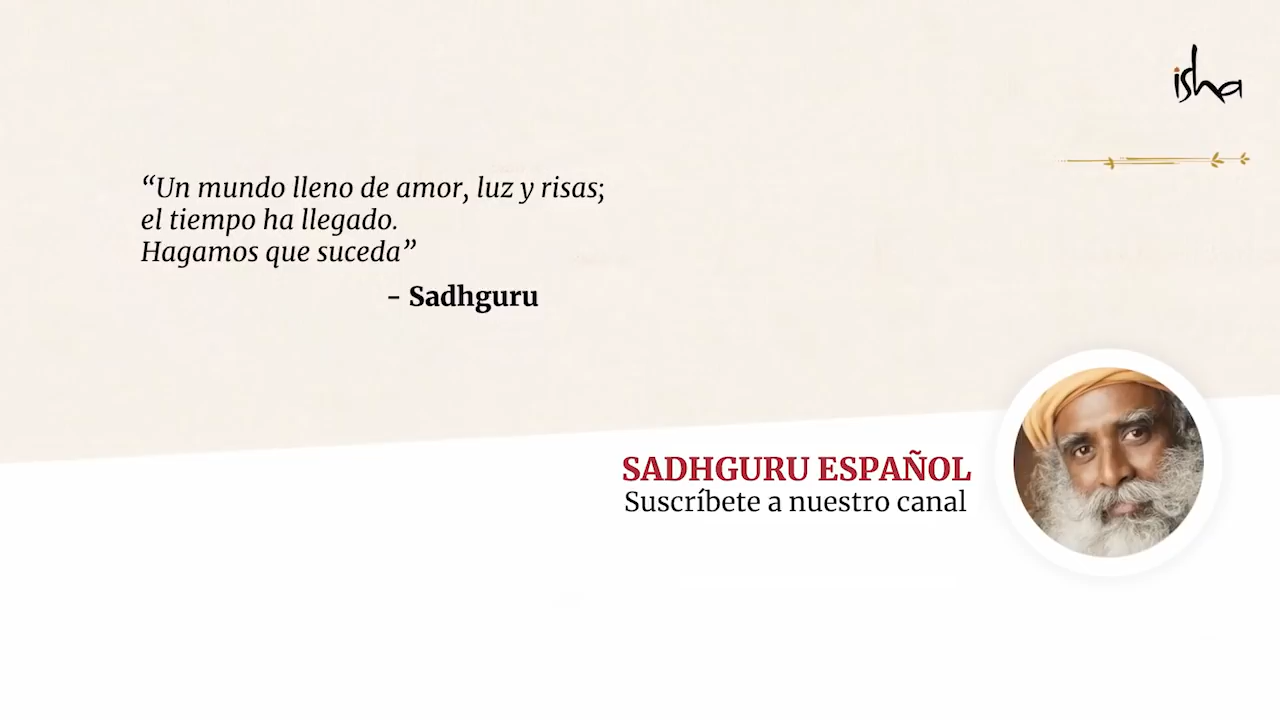 isha
“Un mundo lleno de amor, luz y risas;
el tiempo ha llegado.
Hagamos que suceda”
- Sadhguru
SADHGURU ESPAÑOL
Suscríbete a nuestro canal